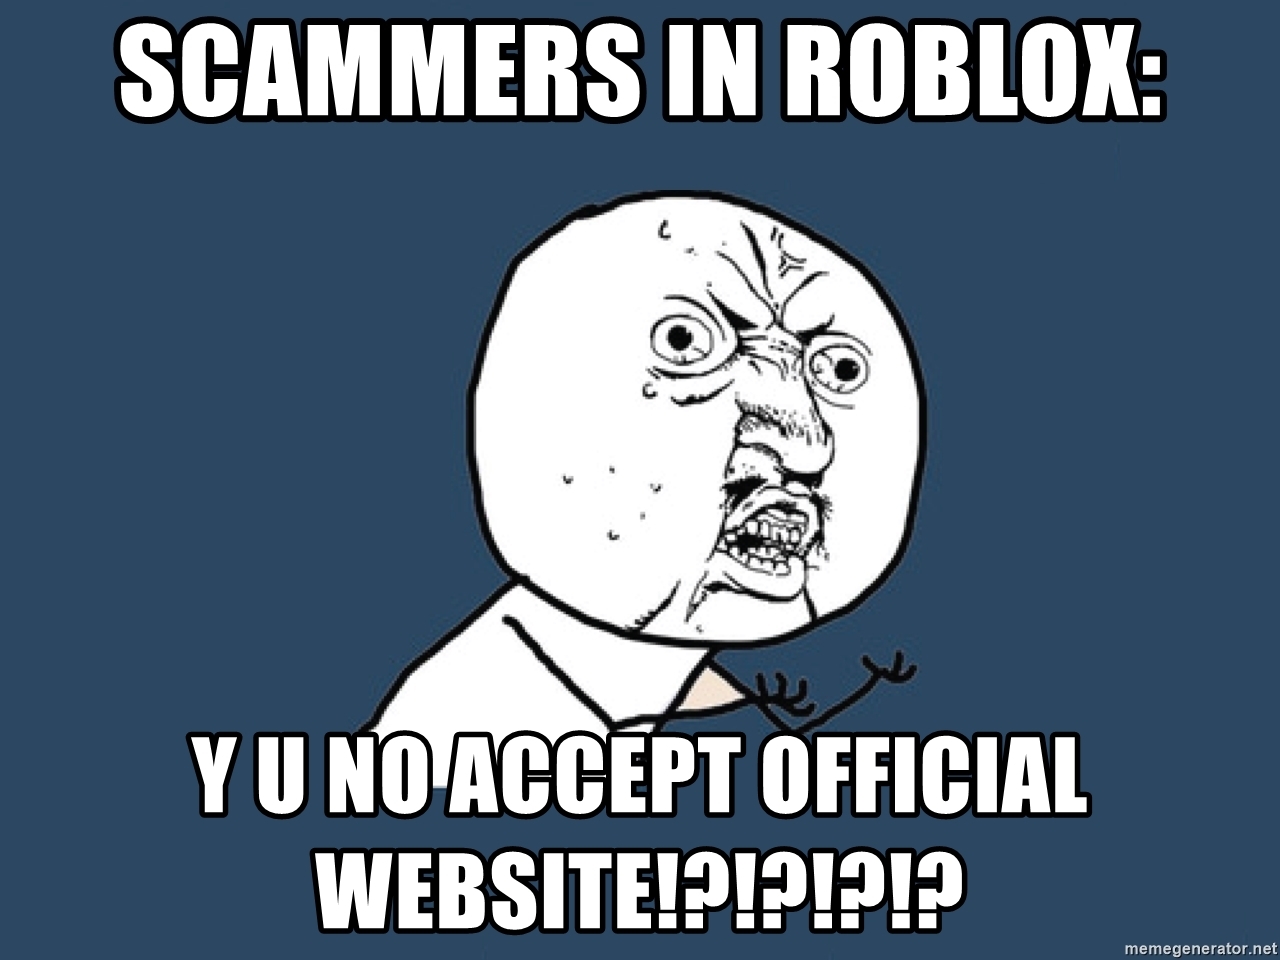 SCAMMERS IN ROBLOX:
Y U NO ACCEPT OFFICIAL
WEBSITE!?!?!?!?
memegenerator.net